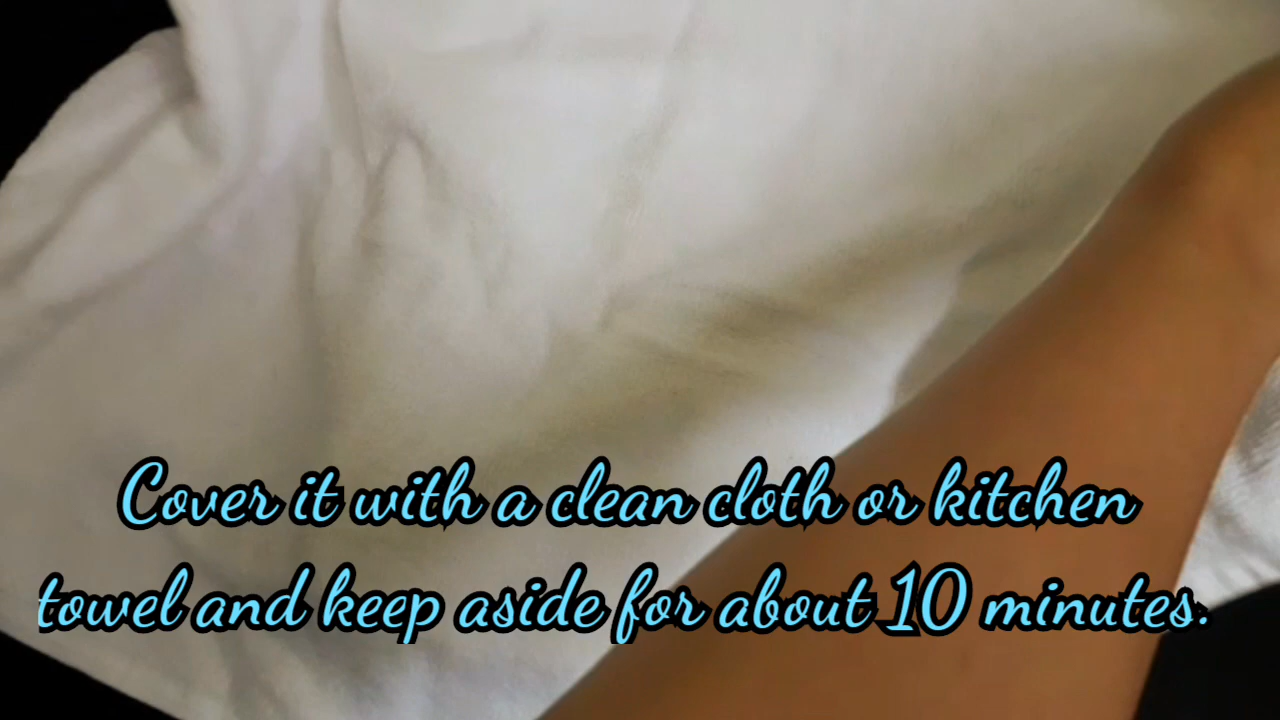 Cover it with a clean cloth or kitchen
towel and keep aside for about 10 minutes.